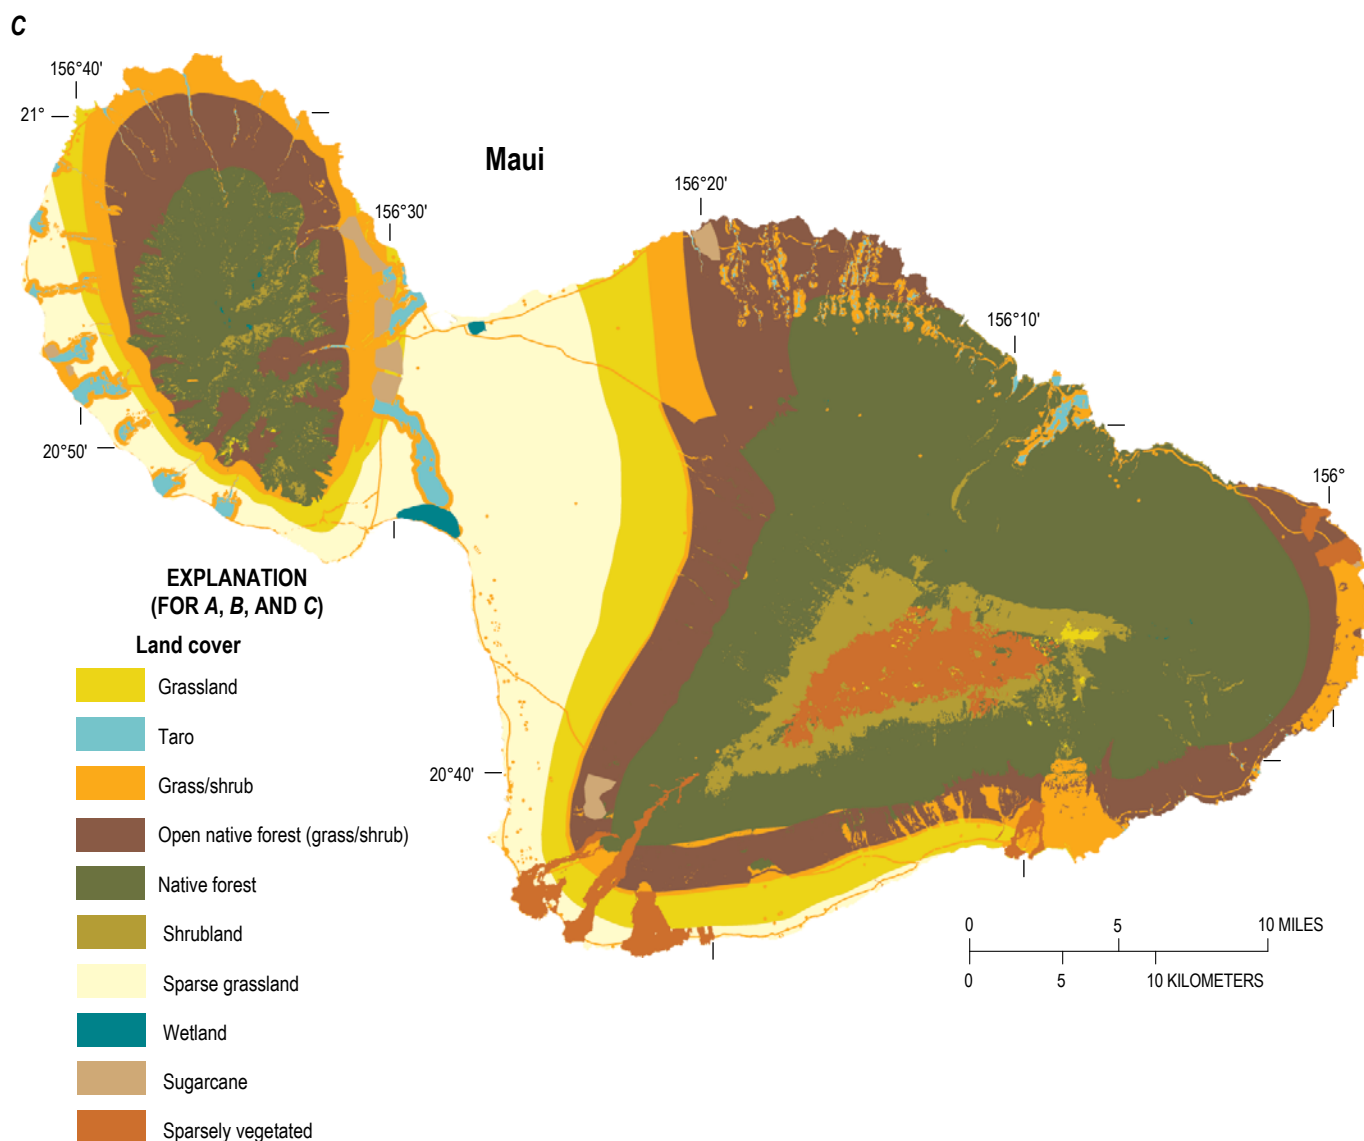 C
156°40'
21°
Maui
156°20'
156°30'
156°10'
20°50'
156°
EXPLANATION
(FOR A, B, AND C)
Land cover
Grassland
Taro
Grass/shrub
Open native forest (grass/shrub)
Native forest
Shrubland
Sparse grassland
Wetland
Sugarcane
Sparsely vegetated
20°40'
0 5 10 MILES
0 5 10 KILOMETERS